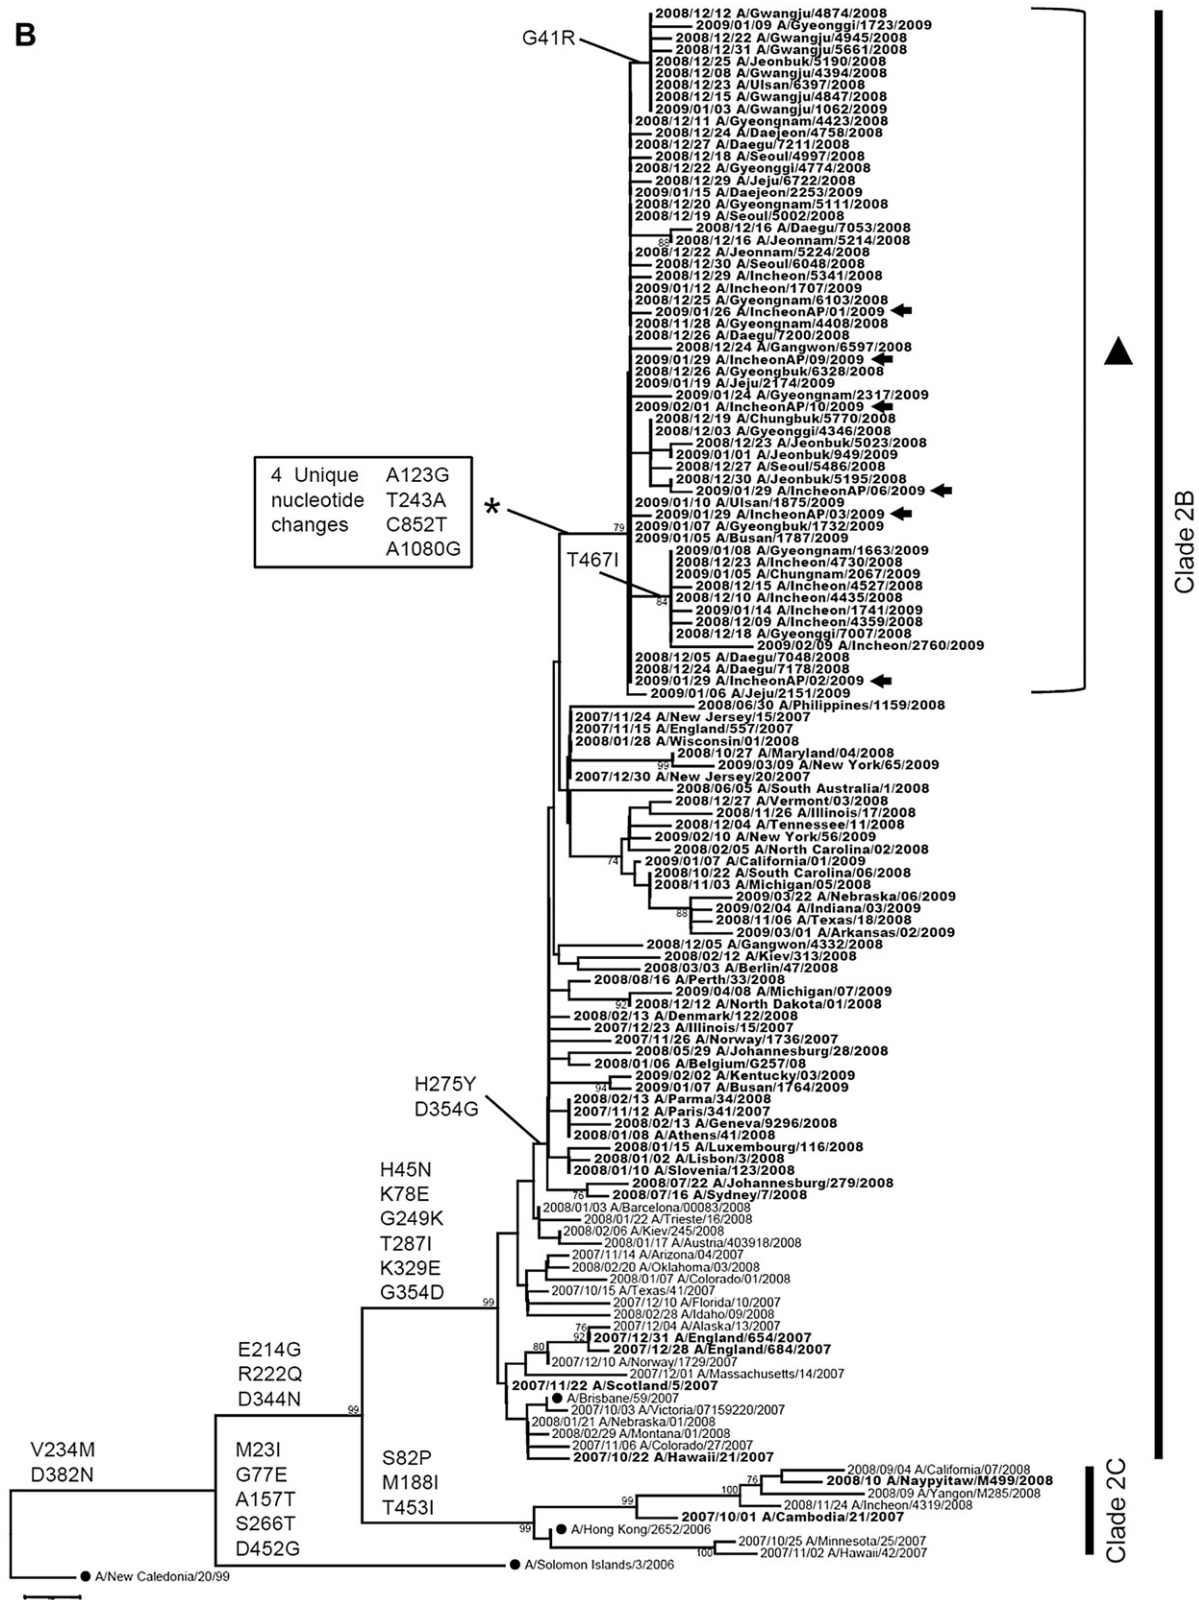 B
G41R
2008/12/12 A/Gwangju/4874/2008
2009/01/09 A/Gyeonggi/1723/2009
2008/12/22 A/Gwangju/4945/2008
2008/12/31 A/Gwangju/5661/2008
2008/12/25 A/Jeonbuk/5190/2008
2008/12/08 A/Gwangju/4394/2008
2008/12/23 A/Ulsan/6397/2008
2008/12/15 A/Gwangju/4847/2008
2009/01/03 A/Gwangju/1062/2009
2008/12/11 A/Gyeongnam/4423/2008
2008/12/24 A/Daejeon/4758/2008
2008/12/27 A/Daegu/7211/2008
2008/12/18 A/Seoul/4997/2008
2008/12/22 A/Gyeonggi/4774/2008
2008/12/29 A/Jeju/6722/2008
2009/01/15 A/Daejeon/2253/2009
2008/12/20 A/Gyeongnam/5111/2008
2008/12/19 A/Seoul/5002/2008
2008/12/16 A/Daegu/7053/2008
88
2008/12/16 A/Jeonnam/5214/2008
2008/12/22 A/Jeonnam/5224/2008
2008/12/30 A/Seoul/6048/2008
2008/12/29 A/Incheon/5341/2008
2009/01/12 A/Incheon/1707/2009
2008/12/25 A/Gyeongnam/6103/2008
2009/01/26 A/IncheonAP/01/2009
2008/11/28 A/Gyeongnam/4408/2008
2008/12/26 A/Daegu/7200/2008
2008/12/24 A/Gangwon/6597/2008
2009/01/29 A/IncheonAP/09/2009
2008/12/26 A/Gyeongbuk/6328/2008
2009/01/19 A/Jeju/2174/2009
2009/01/24 A/Gyeongnam/2317/2009
2009/02/01 A/IncheonAP/10/2009
2008/12/19 A/Chungbuk/5770/2008
2008/12/03 A/Gyeonggi/4346/2008
2008/12/23 A/Jeonbuk/5023/2008
2009/01/01 A/Jeonbuk/949/2009
2008/12/27 A/Seoul/5486/2008
2008/12/30 A/Jeonbuk/5195/2008
2009/01/29 A/IncheonAP/06/2009
2009/01/10 A/Ulsan/1875/2009
2009/01/29 A/IncheonAP/03/2009
2009/01/07 A/Gyeongbuk/1732/2009
2009/01/05 A/Busan/1787/2009
4 Unique A123G
nucleotide T243A
changes C852T
A1080G
*
79
T467I
2009/01/08 A/Gyeongnam/1663/2009
2008/12/23 A/Incheon/4730/2008
2009/01/05 A/Chungnam/2067/2009
2008/12/15 A/Incheon/4527/2008
84
2008/12/10 A/Incheon/4435/2008
2009/01/14 A/Incheon/1741/2009
2008/12/09 A/Incheon/4359/2008
2008/12/18 A/Gyeonggi/7007/2008
2009/02/09 A/Incheon/2760/2009
2008/12/05 A/Daegu/7048/2008
2008/12/24 A/Daegu/7178/2008
2009/01/29 A/IncheonAP/02/2009
2009/01/06 A/Jeju/2151/2009
2008/06/30 A/Philippines/1159/2008
2007/11/24 A/New Jersey/15/2007
2007/11/15 A/England/557/2007
2008/01/28 A/Wisconsin/01/2008
2008/10/27 A/Maryland/04/2008
99
2009/03/09 A/New York/65/2009
2007/12/30 A/New Jersey/20/2007
2008/06/05 A/South Australia/1/2008
2008/12/27 A/Vermont/03/2008
2008/11/26 A/Illinois/17/2008
2008/12/04 A/Tennessee/11/2008
2009/02/10 A/New York/56/2009
2008/02/05 A/North Carolina/02/2008
74
2009/01/07 A/California/01/2009
2008/10/22 A/South Carolina/06/2008
2008/11/03 A/Michigan/05/2008
2009/03/22 A/Nebraska/06/2009
88
2009/02/04 A/Indiana/03/2009
2008/11/06 A/Texas/18/2008
2009/03/01 A/Arkansas/02/2009
2008/12/05 A/Gangwon/4332/2008
2008/02/12 A/Kiev/313/2008
2008/03/03 A/Berlin/47/2008
2008/08/16 A/Perth/33/2008
2009/04/08 A/Michigan/07/2009
92
2008/12/12 A/North Dakota/01/2008
2008/02/13 A/Denmark/122/2008
2007/12/23 A/Illinois/15/2007
2007/11/26 A/Norway/1736/2007
2008/05/29 A/Johannesburg/28/2008
2008/01/06 A/Belgium/G257/08
2009/02/02 A/Kentucky/03/2009
94
2009/01/07 A/Busan/1764/2009
H275Y
D354G
2008/02/13 A/Parma/34/2008
2007/11/12 A/Paris/341/2007
2008/02/13 A/Geneva/9296/2008
2008/01/08 A/Athens/41/2008
2008/01/15 A/Luxembourg/116/2008
2008/01/02 A/Lisbon/3/2008
2008/01/10 A/Slovenia/123/2008
2008/07/22 A/Johannesburg/279/2008
76
2008/07/16 A/Sydney/7/2008
2008/01/03 A/Barcelona/00083/2008
2008/01/22 A/Trieste/16/2008
2008/02/06 A/Kiev/245/2008
2008/01/17 A/Austria/403918/2008
2007/11/14 A/Arizona/04/2007
2008/02/20 A/Oklahoma/03/2008
2008/01/07 A/Colorado/01/2008
2007/10/15 A/Texas/41/2007
2007/12/10 A/Florida/10/2007
2008/02/28 A/Idaho/09/2008
H45N
K78E
G249K
T287I
K329E
G354D
99
2007/12/04 A/Alaska/13/2007
76
92
2007/12/31 A/England/654/2007
2007/12/28 A/England/684/2007
80
2007/12/10 A/Norway/1729/2007
2007/12/01 A/Massachusetts/14/2007
2007/11/22 A/Scotland/5/2007
A/Brisbane/59/2007
2007/10/03 A/Victoria/07159220/2007
2008/01/21 A/Nebraska/01/2008
2008/02/29 A/Montana/01/2008
2007/11/06 A/Colorado/27/2007
2007/10/22 A/Hawaii/21/2007
Clade 2B
E214G
R222Q
D344N
99
V234M
D382N
M23I
G77E
A157T
S266T
D452G
S82P
M188I
T453I
2008/09/04 A/California/07/2008
76
2008/10 A/Naypyitaw/M499/2008
100
2008/09 A/Yangon/M285/2008
99
2008/11/24 A/Incheon/4319/2008
2007/10/01 A/Cambodia/21/2007
99
A/Hong Kong/2652/2006
2007/10/25 A/Minnesota/25/2007
100
2007/11/02 A/Hawaii/42/2007
Clade 2C
A/Solomon Islands/3/2006
A/New Caledonia/20/99